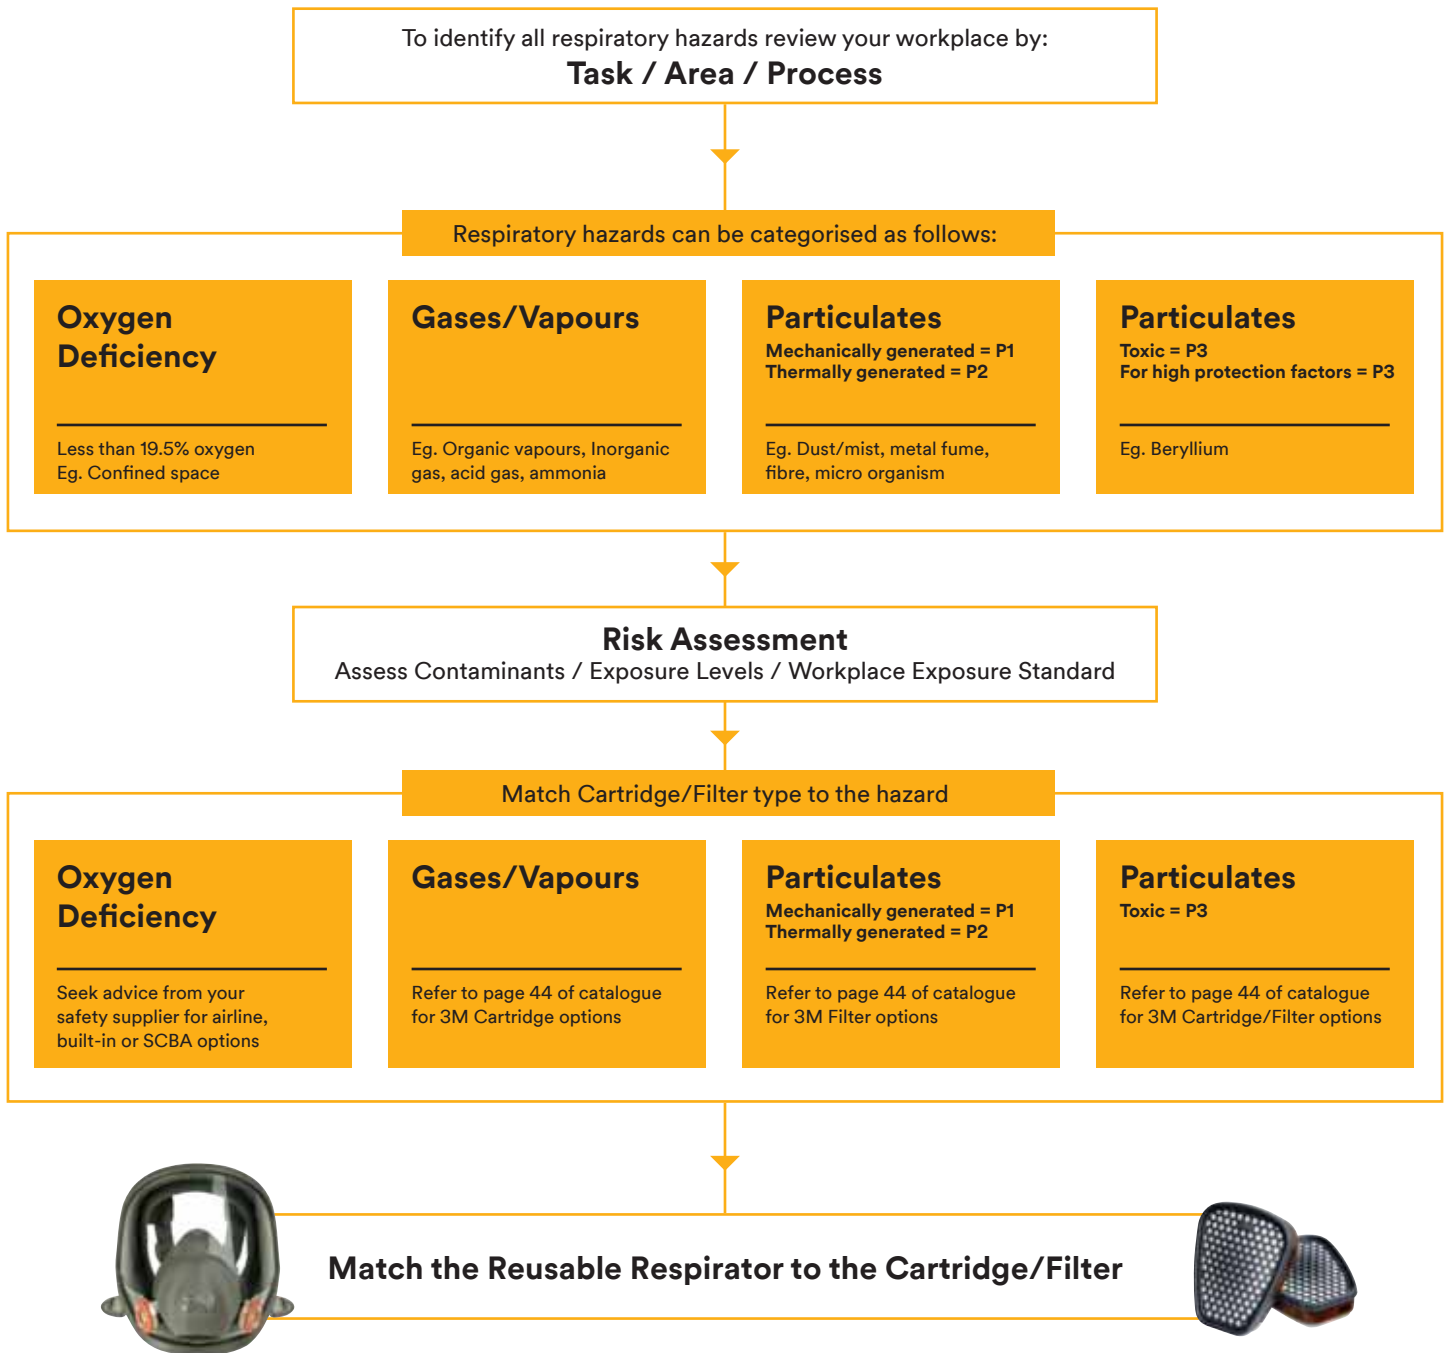 To identify all respiratory hazards review your workplace by:
Task / Area / Process
Respiratory hazards can be categorised as follows:
Oxygen
Deficiency
Less than 19.5% oxygen
Eg. Confined space
Gases/Vapours
Eg. Organic vapours, Inorganic
gas, acid gas, ammonia
Particulates
Mechanically generated = P1
Thermally generated = P2
Eg. Dust/mist, metal fume,
fibre, micro organism
Particulates
Toxic = P3
For high protection factors = P3
Eg. Beryllium
Risk Assessment
Assess Contaminants / Exposure Levels / Workplace Exposure Standard
Match Cartridge/Filter type to the hazard
Oxygen
Deficiency
Seek advice from your
safety supplier for airline,
built-in or SCBA options
Gases/Vapours
Refer to page 44 of catalogue
for 3M Cartridge options
Particulates
Mechanically generated = P1
Thermally generated = P2
Refer to page 44 of catalogue
for 3M Filter options
Particulates
Toxic = P3
Refer to page 44 of catalogue
for 3M Cartridge/Filter options
Match the Reusable Respirator to the Cartridge/Filter